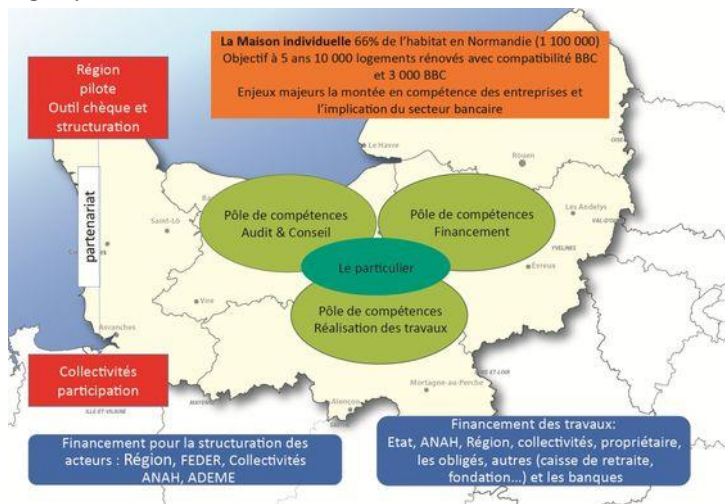 La Maison individuelle 66% de l'habitat en Normandie (1 100 000)
Objectif à 5 ans 10 000 logements rénovés avec compatibilité BBC
et 3 000 BBC
Enjeux majeurs la montée en compétence des entreprises et
l'implication du secteur bancaire
Région
pilote
Outil chèque et
structuration
partenariat
Le Havre
Rouen
Saint-Lô
Les Andelys
Pôle de compétences
Audit & Conseil
Pôle de compétences
Financement
YVELINES
Evreux
Le particulier
Vire
Pôle de compétences
Réalisation des travaux
Avranches
Collectivités
participation
Mortagne-au-Perche
Alençon
ILLE-ET-VILAINE
Financement pour la structuration des
acteurs : Région, FEDER, Collectivités
ANAH, ADEME
Financement des travaux:
Etat, ANAH, Région, collectivités, propriétaire,
les obligés, autres (caisse de retraite,
fondation...) et les banques